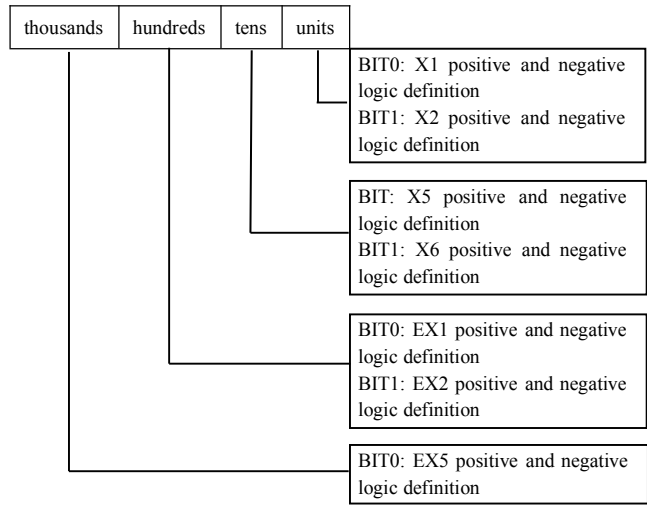 thousands hundreds tens units
BIT0: X1 positive and negative
logic definition
BIT1: X2 positive and negative
logic definition
BIT: X5 positive and negative
logic definition
BIT1: X6 positive and negative
logic definition
BIT0: EX1 positive and negative
logic definition
BIT1: EX2 positive and negative
logic definition
BIT0: EX5 positive and negative
logic definition